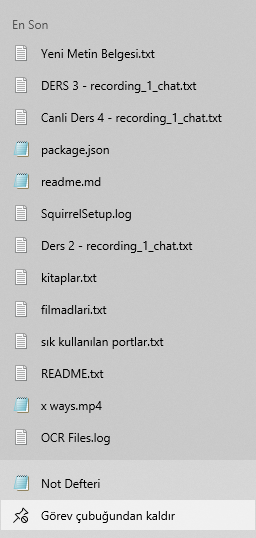 En Son
Yeni Metin Belgesi.txt
DERS 3 - recording_1_chat.txt
Canli Ders 4 - recording_1_chat.txt
package.json
readme.md
SquirrelSetup.log
Ders 2 - recording_1_chat.txt
kitaplar.txt
filmadlari.txt
sık kullanılan portlar.txt
README.txt
x ways.mp4
OCR Files.log
Not Defteri
Görev çubuğundan kaldır